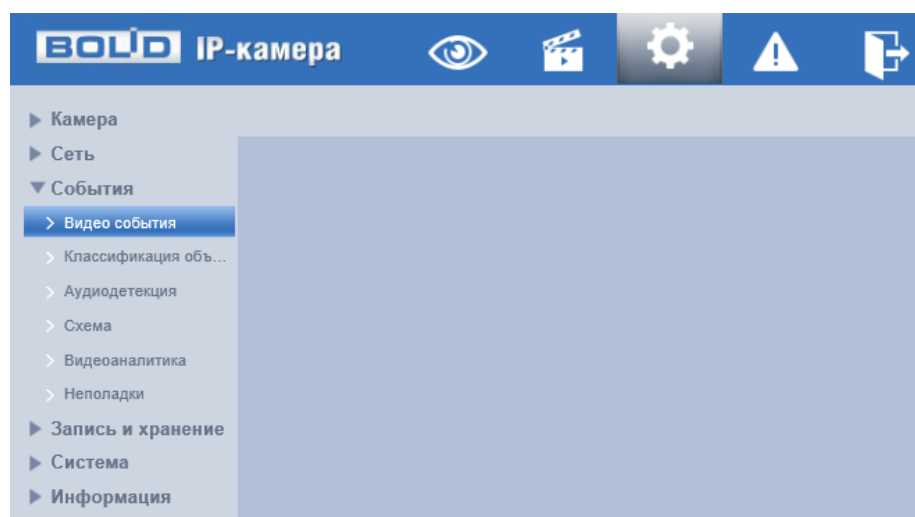 BOLID IP-камера
Камера
Сеть
События
Видео события
Классификация объ...
Аудиодетекция
Схема
Видеоаналитика
Неполадки
Запись и хранение
Система
Информация